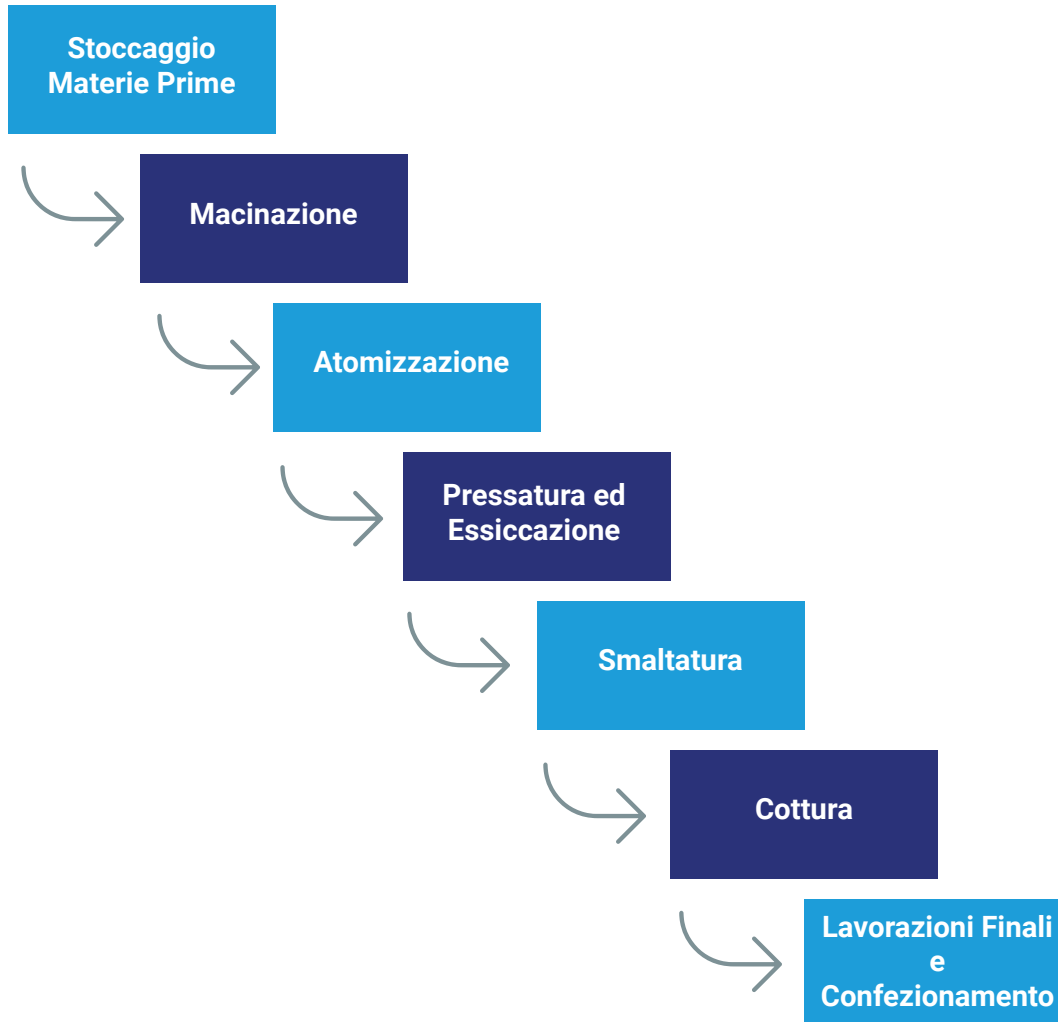 Stoccaggio
Materie Prime
Macinazione
Atomizzazione
Pressatura ed
Essiccazione
Smaltatura
Cottura
Lavorazioni Finali
e
Confezionamento